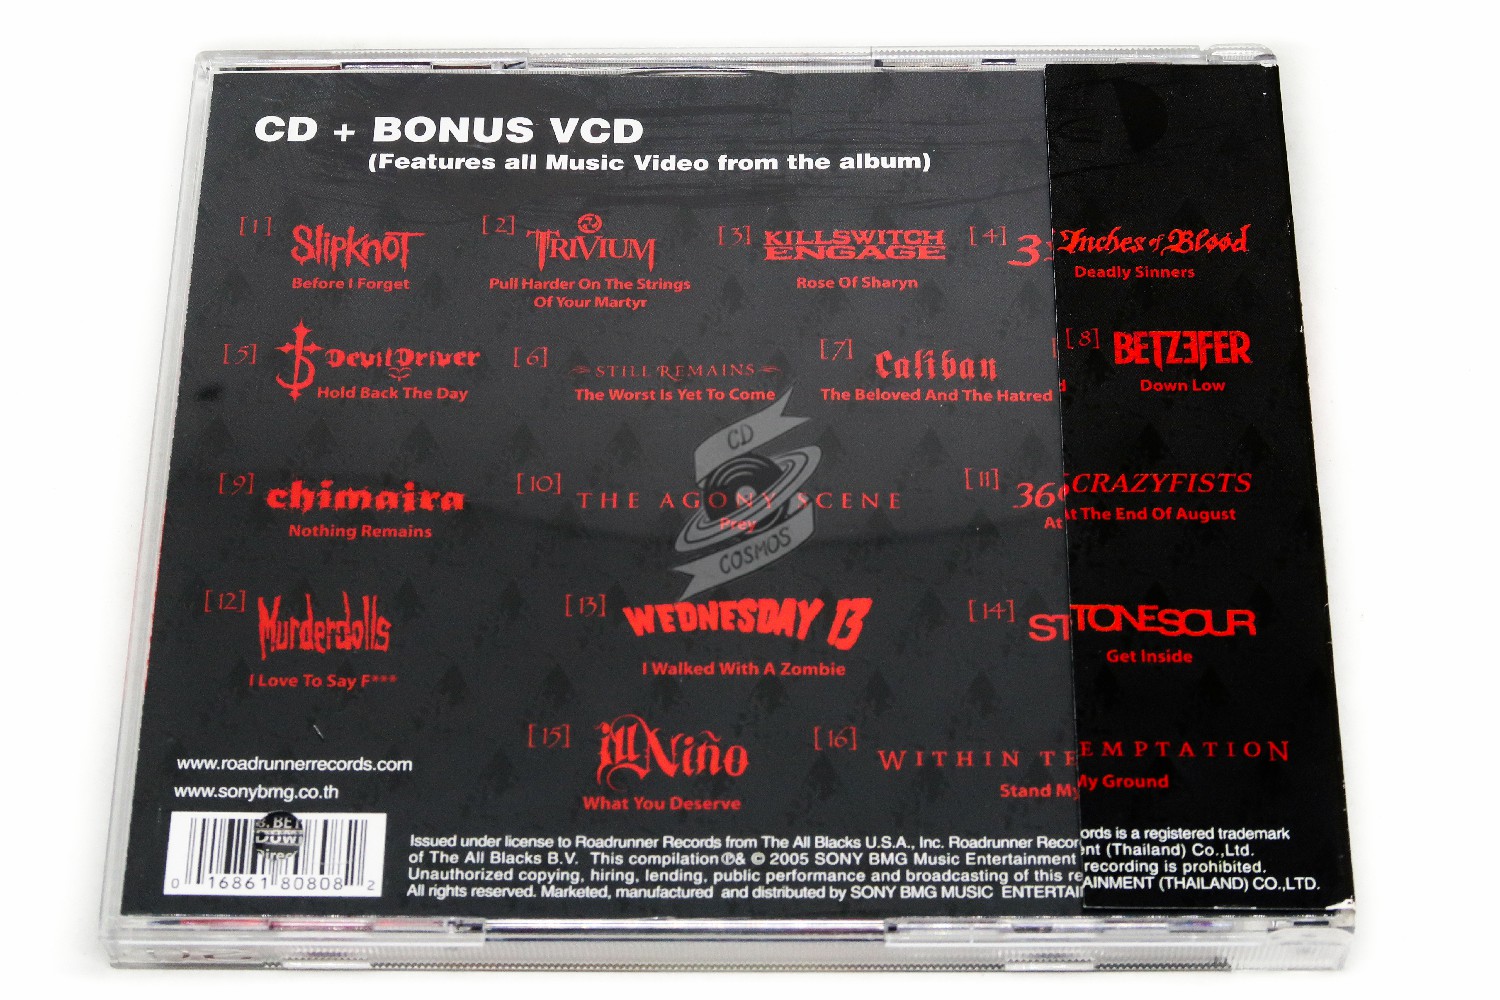 CD + BONUS VCD
(Features all Music Video from the album)
[1] Slipknot
Before I Forget
[2] TRIVIUM
Pull Harder On The Strings
Of Your Martyr
[3] KILLSWITCH
ENGAGE
Rose Of Sharyn
[4] 3 Inches of Blood
Deadly Sinners
[5] DevilDriver
Hold Back The Day
[6] STILL REMAINS
The Worst Is Yet To Come
[7] Caliban
The Beloved And The Hatred
[8] BETZEFER
Down Low
[9] chimaira
Nothing Remains
[10] THE AGONY SCENE
Prey
[11] 36 CRAZYFISTS
At The End Of August
[12] Murderdolls
I Love To Say F***
[13] WEDNESDAY 13
I Walked With A Zombie
[14] STONESOUR
Get Inside
[15] ill Niño
What You Deserve
[16] WITHIN TEMPTATION
Stand My Ground
CD
COSMOS
www.roadrunnerrecords.com
www.sonybmg.co.th
0 16861 80808 2
Issued under license to Roadrunner Records from The All Blacks U.S.A., Inc. Roadrunner Records is a registered trademark
of The All Blacks B.V. This compilation ℗& © 2005 SONY BMG Music Entertainment (Thailand) Co.,Ltd.
Unauthorized copying, hiring, lending, public performance and broadcasting of this recording is prohibited.
All rights reserved. Marketed, manufactured and distributed by SONY BMG MUSIC ENTERTAINMENT (THAILAND) CO.,LTD.